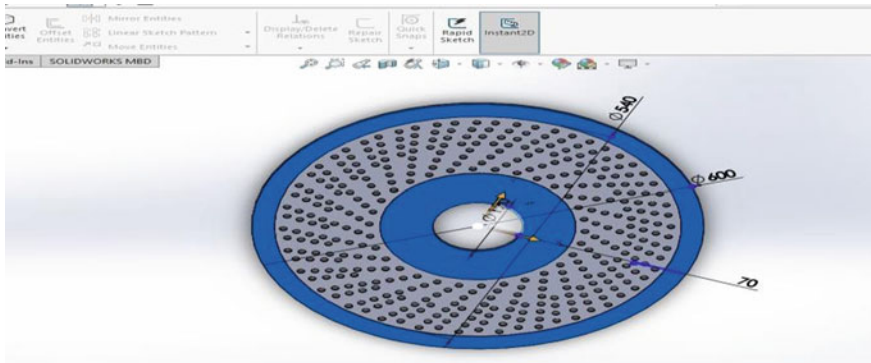 Mirror Entities
Offset Entities
Linear Sketch Pattern
Move Entities
Display/Delete Relations
Repair Sketch
Quick Snaps
Rapid Sketch
Instant2D
SOLIDWORKS MBD
Ø540
Ø600
70